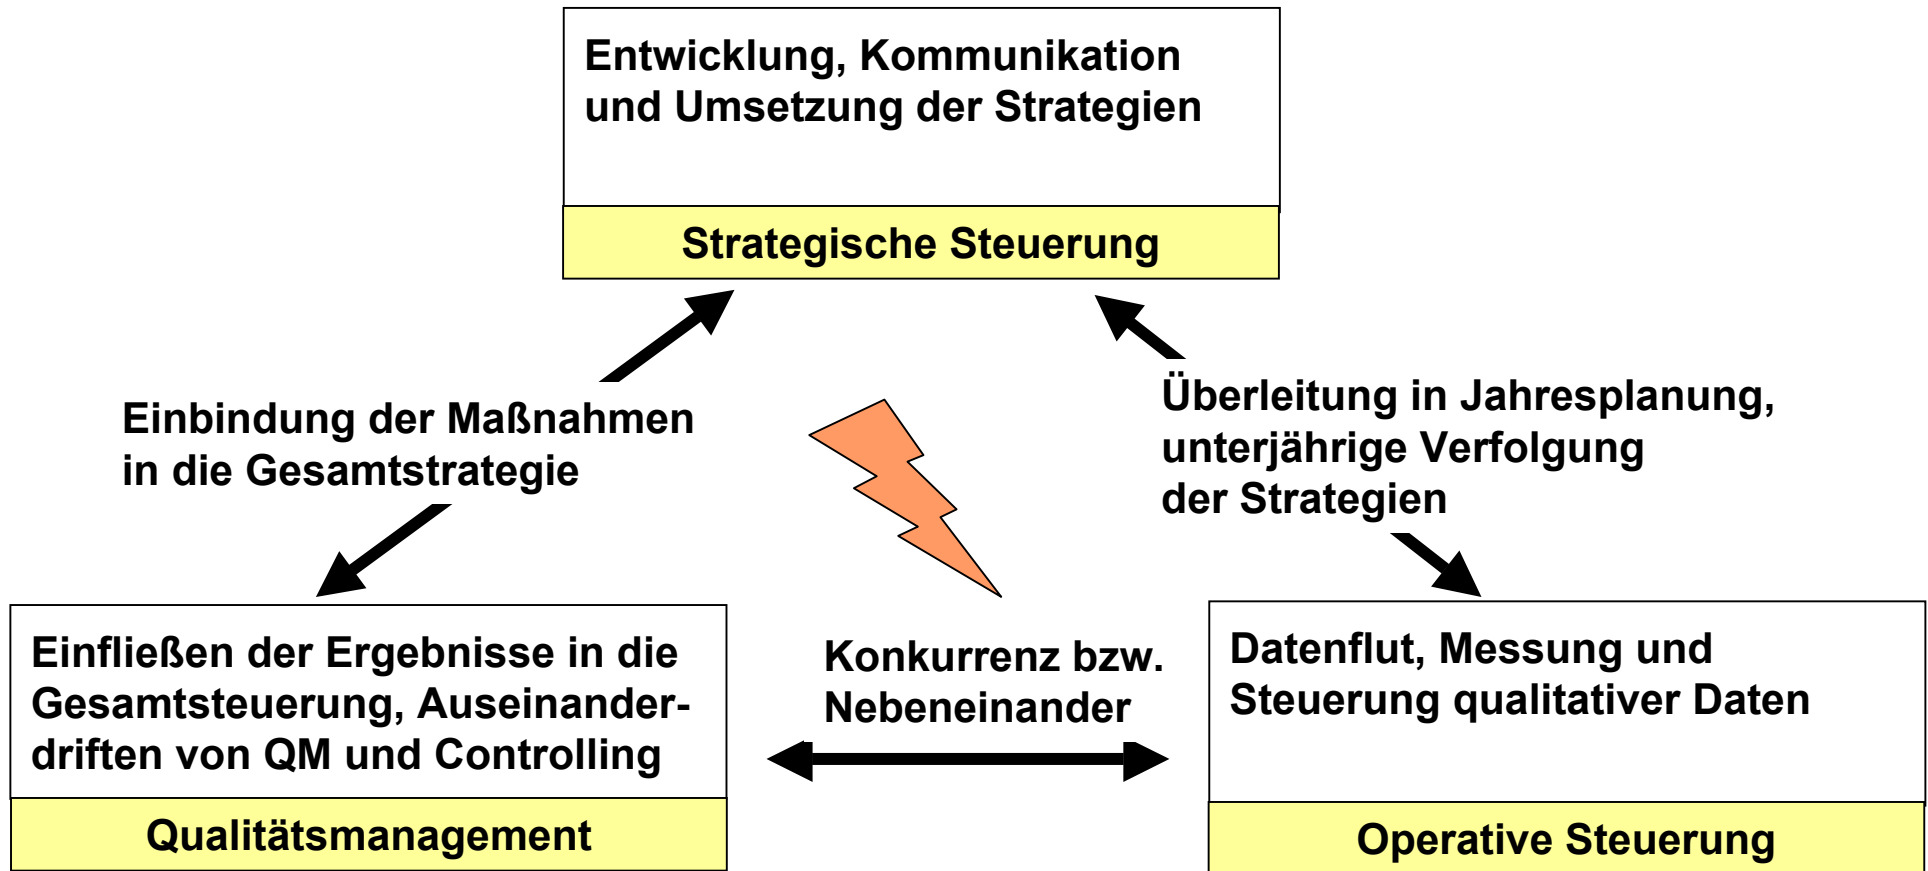 Entwicklung, Kommunikation
und Umsetzung der Strategien
Strategische Steuerung
Einbindung der Maßnahmen
in die Gesamtstrategie
Überleitung in Jahresplanung,
unterjährige Verfolgung
der Strategien
Einfließen der Ergebnisse in die
Gesamtsteuerung, Auseinander-
driften von QM und Controlling
Qualitätsmanagement
Konkurrenz bzw.
Nebeneinander
Datenflut, Messung und
Steuerung qualitativer Daten
Operative Steuerung